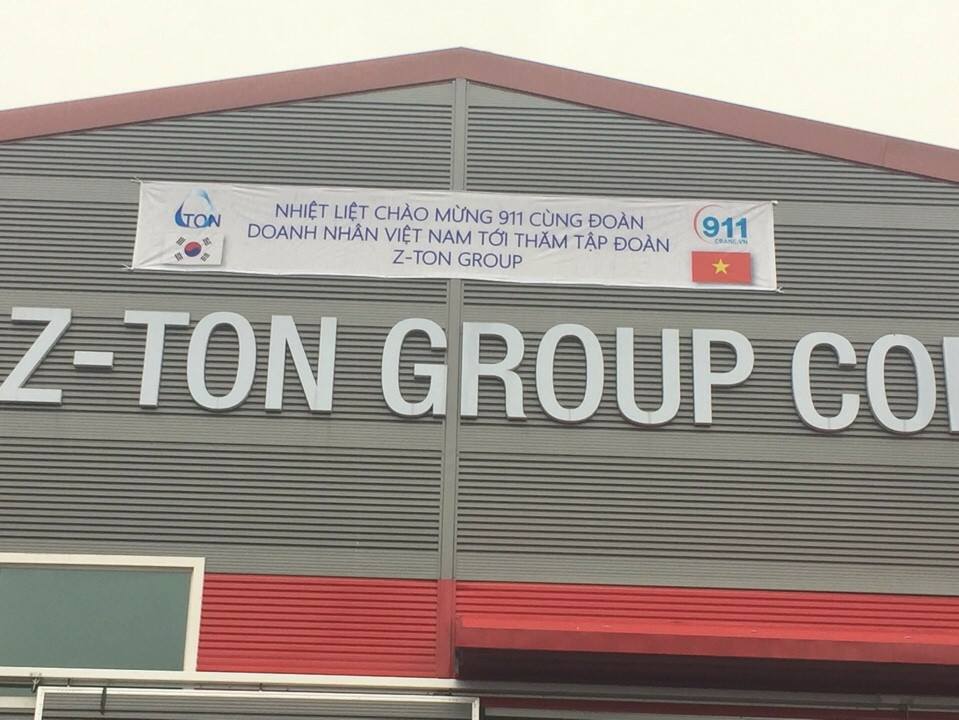 TON
NHIỆT LIỆT CHÀO MỪNG 911 CÙNG ĐOÀN
DOANH NHÂN VIỆT NAM TỚI THĂM TẬP ĐOÀN
Z-TON GROUP
911
CRANE.VN
Z-TON GROUP CO